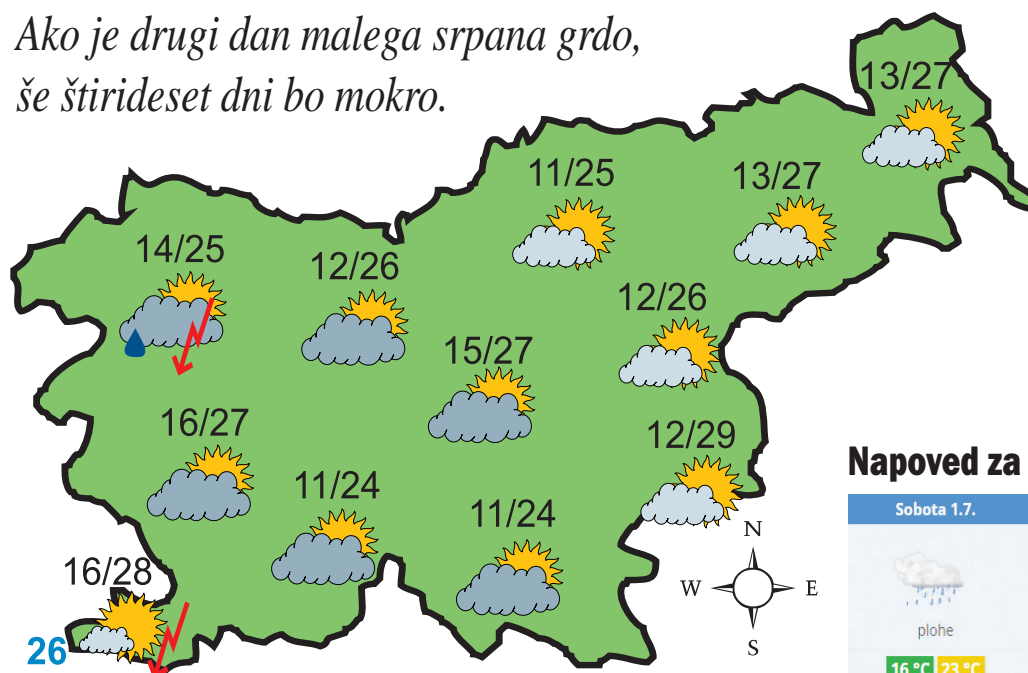 Ako je drugi dan malega srpana grdo,
še štirideset dni bo mokro.
13/27
11/25
13/27
14/25
12/26
12/26
15/27
16/27
12/29
11/24
11/24
16/28
26
N
W E
S
Napoved za
Sobota 1.7.
plohe
16 °C 23 °C